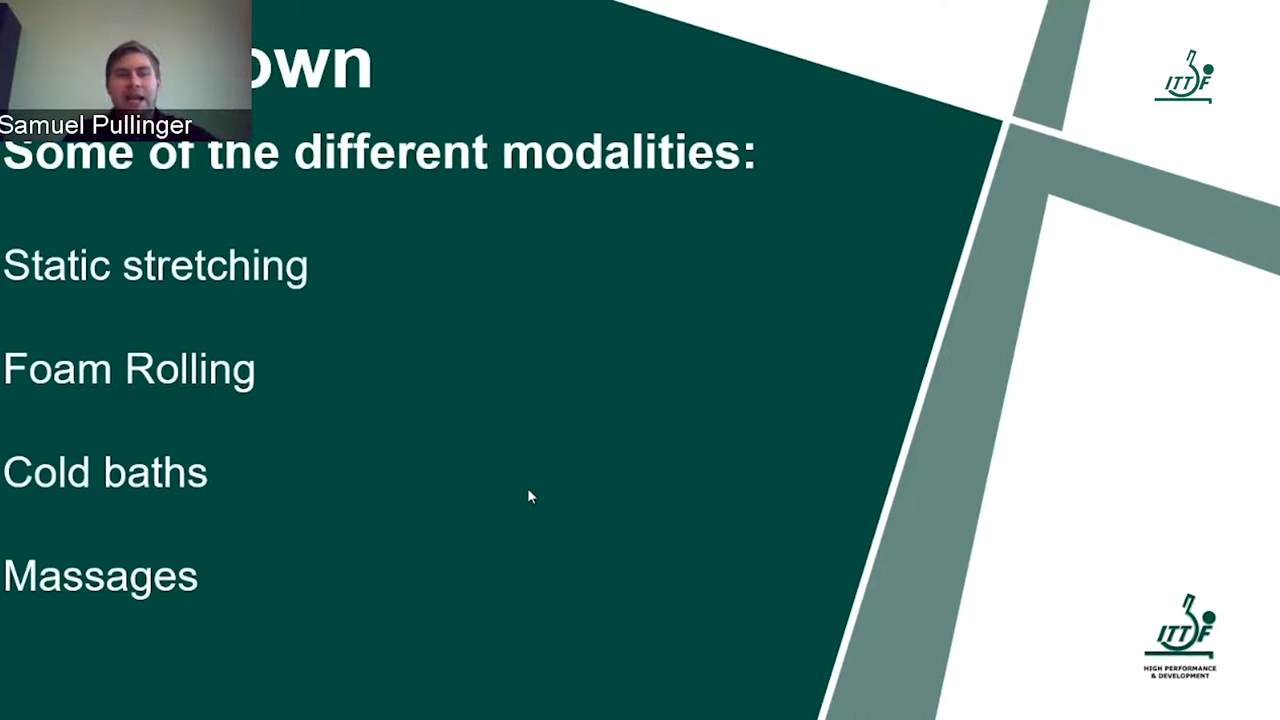 own
Samuel Pullinger
Some of the different modalities:
Static stretching
Foam Rolling
Cold baths
Massages
ITTF
ITTF
HIGH PERFORMANCE
& DEVELOPMENT